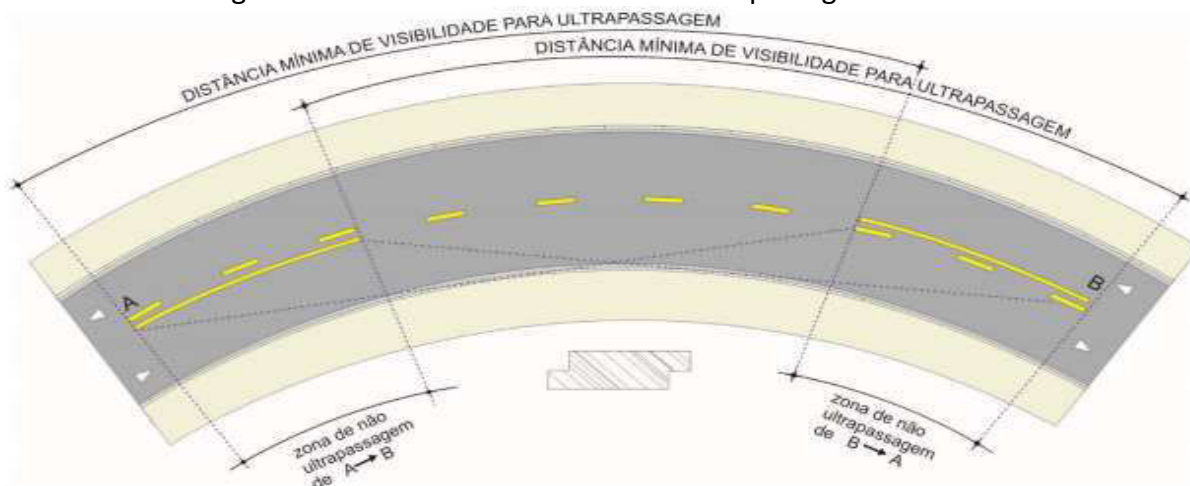 DISTÂNCIA MÍNIMA DE VISIBILIDADE PARA ULTRAPASSAGEM
DISTÂNCIA MÍNIMA DE VISIBILIDADE PARA ULTRAPASSAGEM
A
B
zona de não
ultrapassagem
de A → B
zona de não
ultrapassagem
de B → A